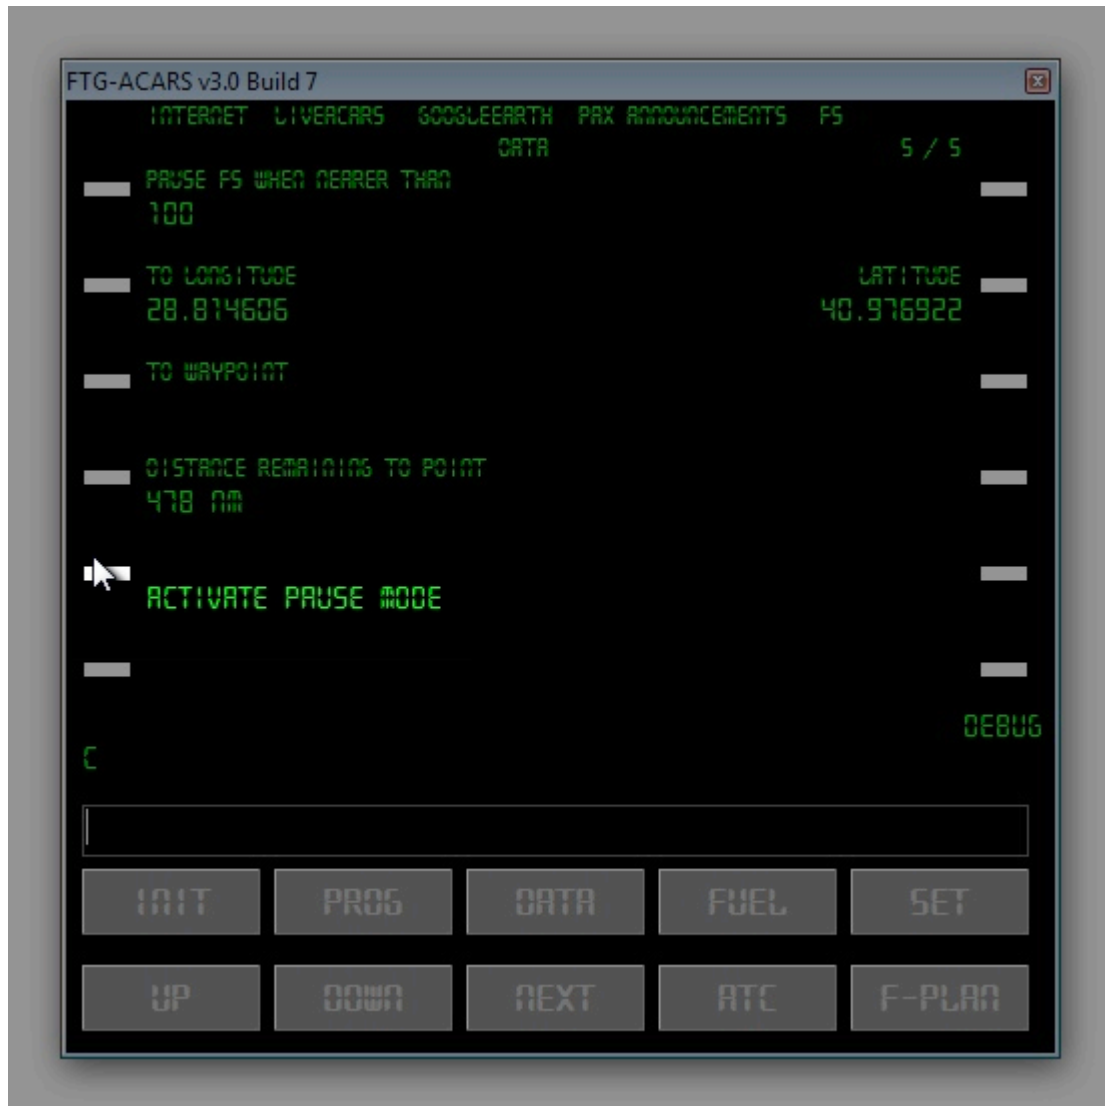 FTG-ACARS v3.0 Build 7
INTERNET LIVEACARS GOOGLEEARTH PAX ANNOUNCEMENTS FS
DATA 5 / 5
PAUSE FS WHEN NEARER THAN
100
TO LONGITUDE LATITUDE
28.814606 40.976922
TO WAYPOINT
DISTANCE REMAINING TO POINT
478 NM
ACTIVATE PAUSE MODE
DEBUG
C
INIT PROG DATA FUEL SET
UP DOWN NEXT ATC F-PLAN